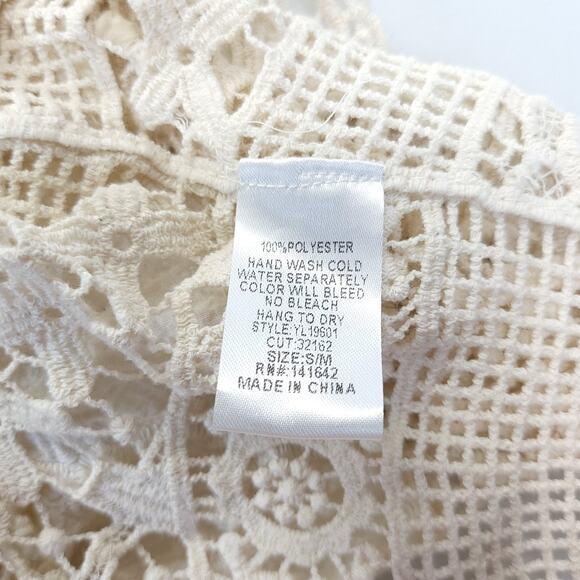 100%POLYESTER
HAND WASH COLD
WATER SEPARATELY
COLOR WILL BLEED
NO BLEACH
HANG TO DRY
STYLE:YL19601
CUT:32162
SIZE:S/M
RN#:141642
MADE IN CHINA